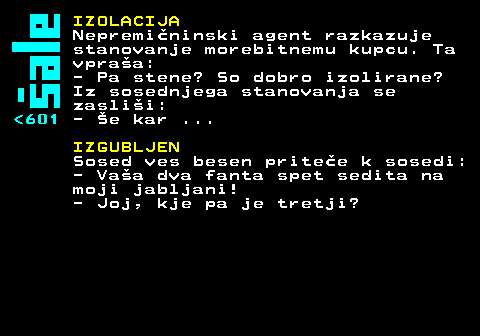 Šale
<601
IZOLACIJA
Nepremičninski agent razkazuje
stanovanje morebitnemu kupcu. Ta
vpraša:
- Pa stene? So dobro izolirane?
Iz sosednjega stanovanja se
zasliši:
- Še kar ...
IZGUBLJEN
Sosed ves besen priteče k sosedi:
- Vaša dva fanta spet sedita na
moji jabljani!
- Joj, kje pa je tretji?